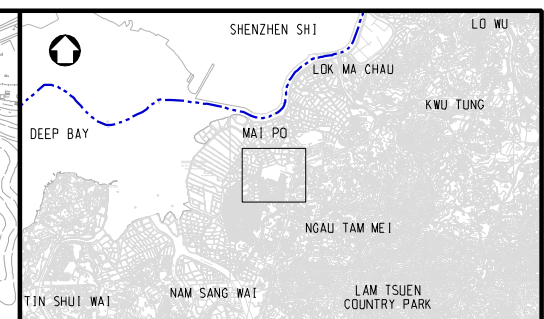 SHENZHEN SHI
LO WU
LOK MA CHAU
KWU TUNG
DEEP BAY
MAI PO
NGAU TAM MEI
TIN SHUI WAI
NAM SANG WAI
LAM TSUEN
COUNTRY PARK